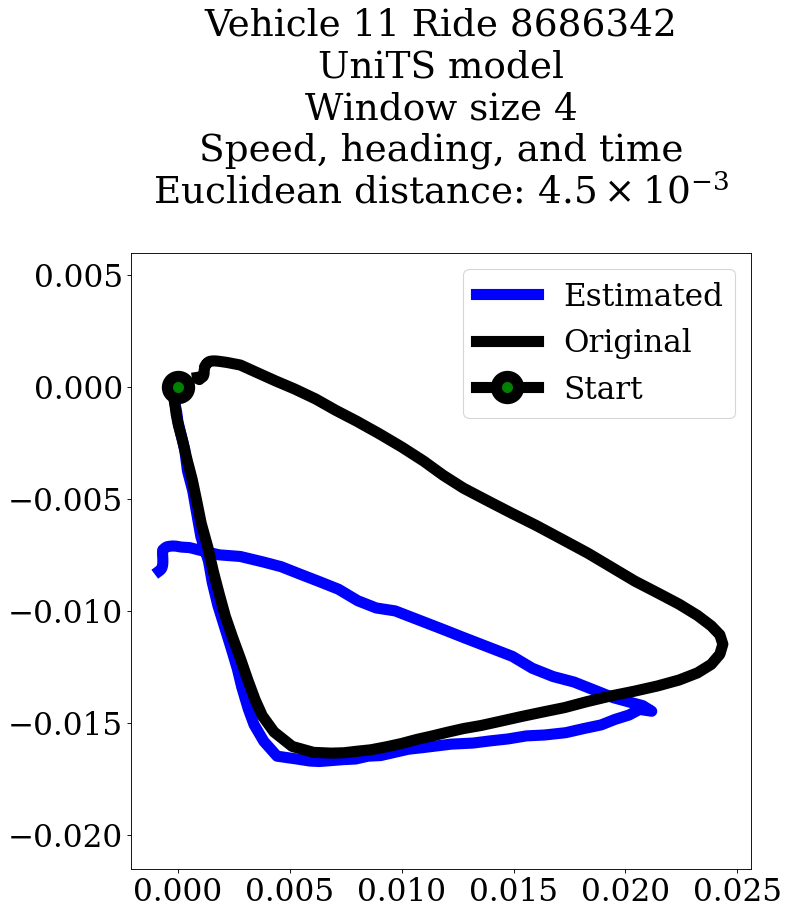 Vehicle 11 Ride 8686342
UniTS model
Window size 4
Speed, heading, and time
Euclidean distance: 4.5 × 10⁻³
Estimated
Original
Start
0.005
0.000
−0.005
−0.010
−0.015
−0.020
0.000 0.005 0.010 0.015 0.020 0.025